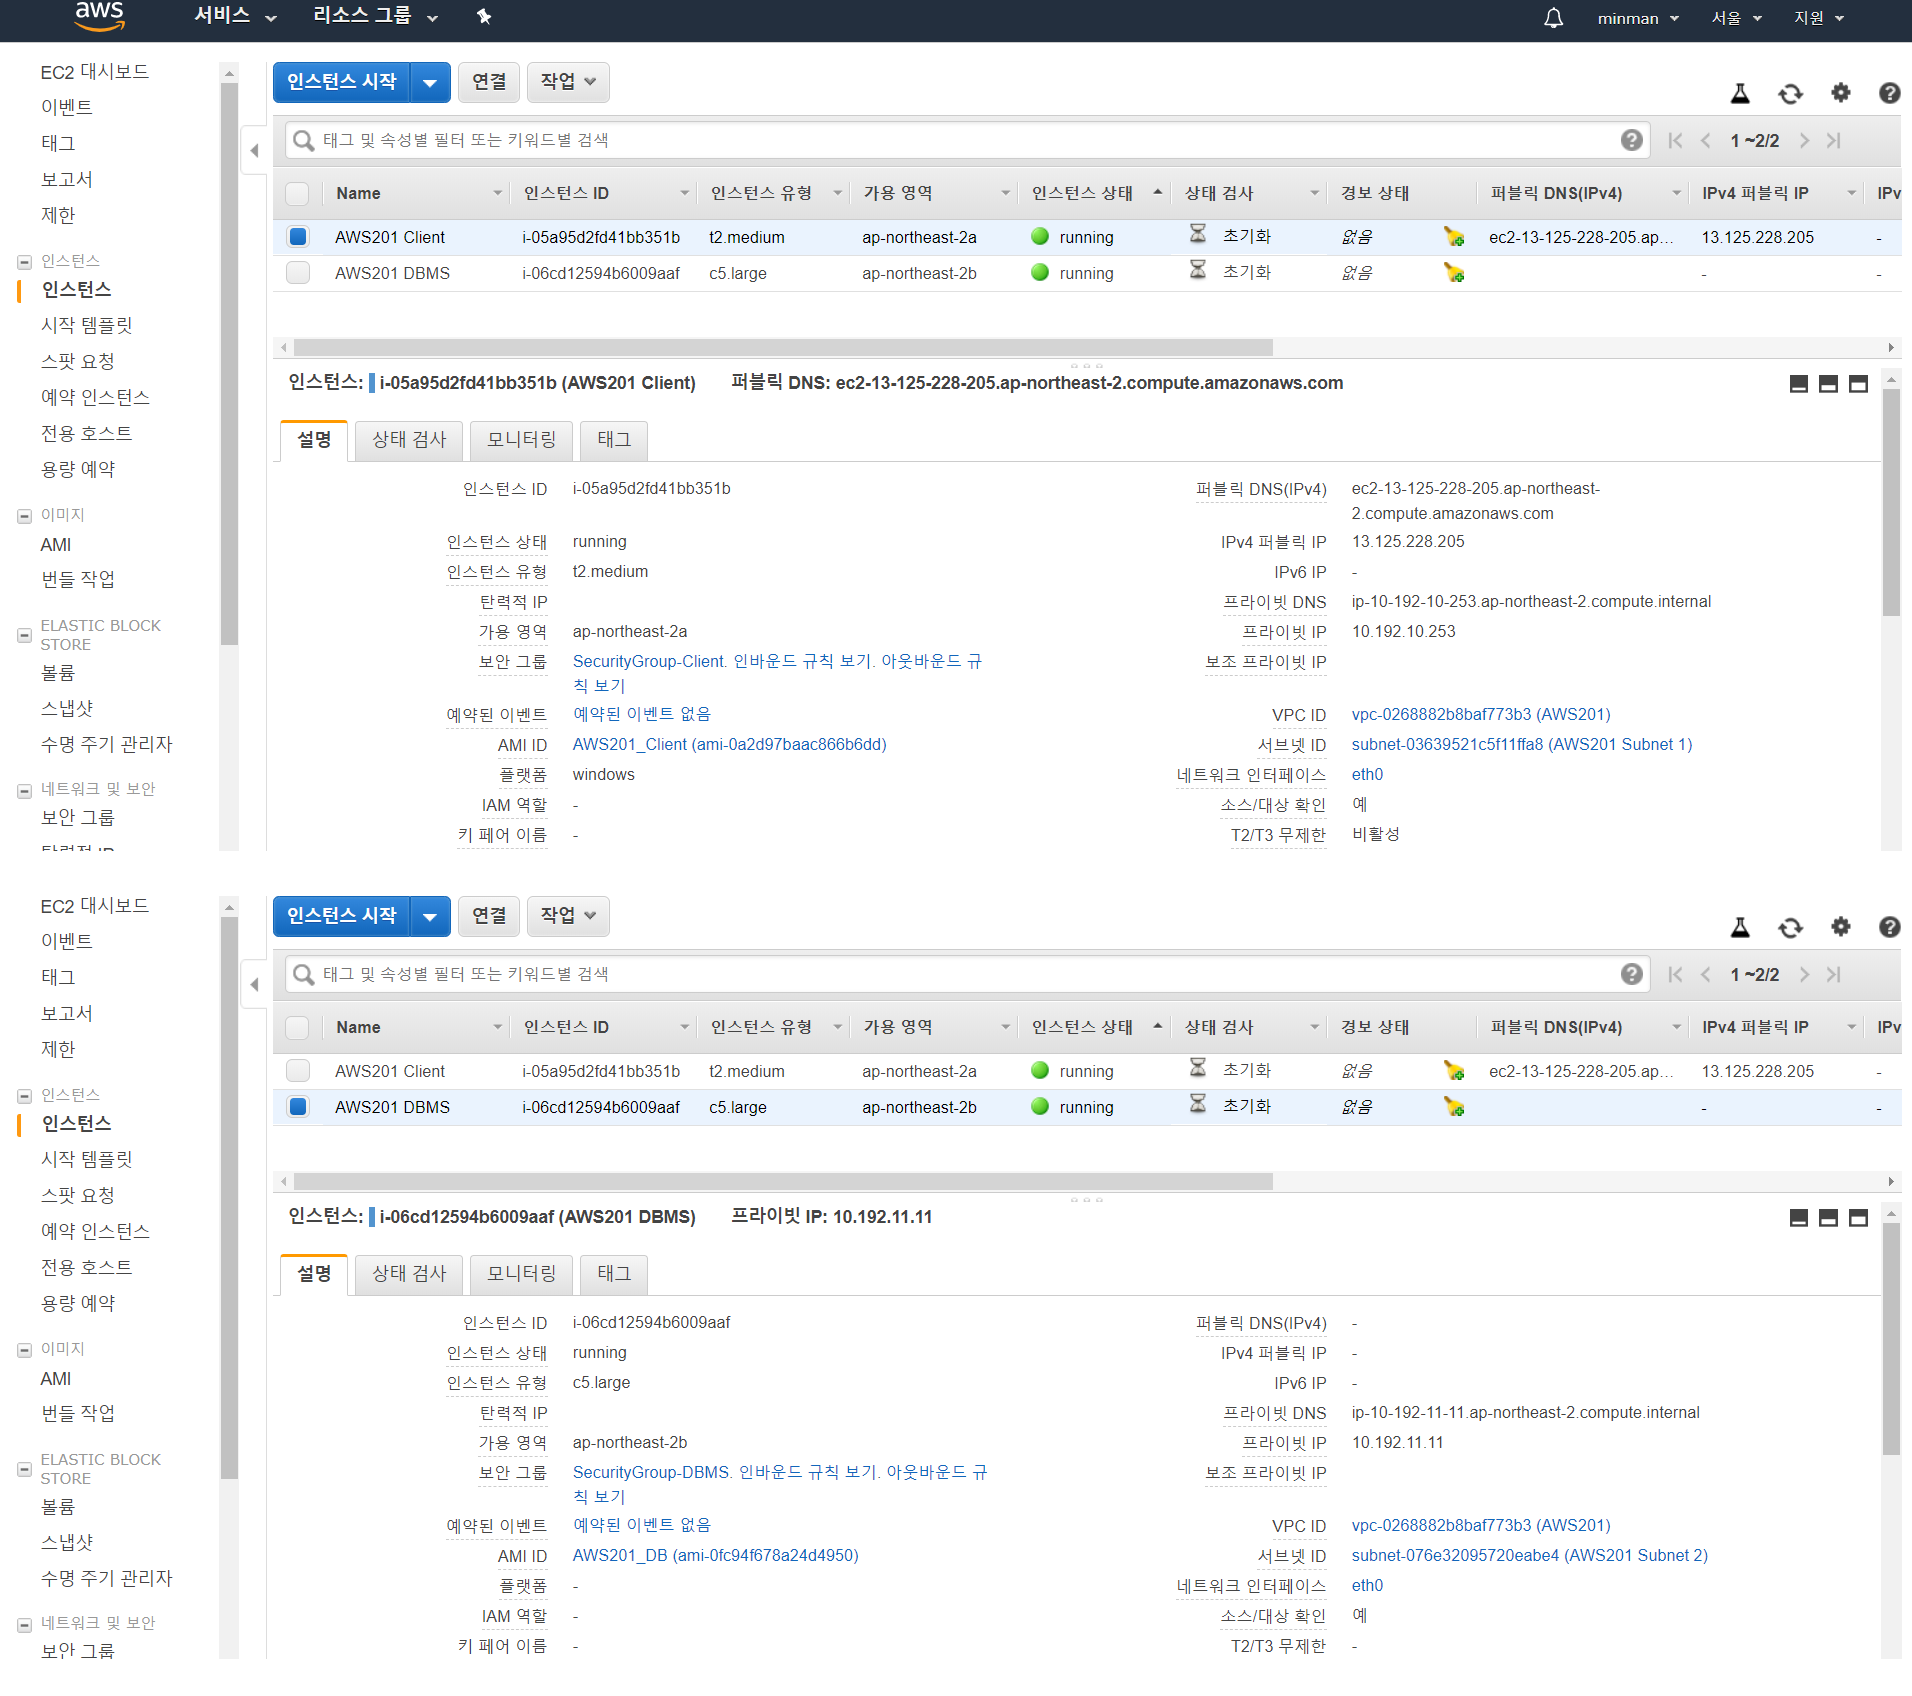 aws 서비스 리소스 그룹 minman 서울 지원
EC2 대시보드
이벤트
태그
보고서
제한
인스턴스
인스턴스
시작 템플릿
스팟 요청
예약 인스턴스
전용 호스트
용량 예약
이미지
AMI
번들 작업
ELASTIC BLOCK
STORE
볼륨
스냅샷
수명 주기 관리자
네트워크 및 보안
보안 그룹
탄력적 IP
인스턴스 시작 연결 작업
태그 및 속성별 필터 또는 키워드별 검색 1 ~2/2
Name 인스턴스 ID 인스턴스 유형 가용 영역 인스턴스 상태 상태 검사 경보 상태 퍼블릭 DNS(IPv4) IPv4 퍼블릭 IP IPv
AWS201 Client i-05a95d2fd41bb351b t2.medium ap-northeast-2a running 초기화 없음 ec2-13-125-228-205.ap... 13.125.228.205 -
AWS201 DBMS i-06cd12594b6009aaf c5.large ap-northeast-2b running 초기화 없음 - -
인스턴스: i-05a95d2fd41bb351b (AWS201 Client) 퍼블릭 DNS: ec2-13-125-228-205.ap-northeast-2.compute.amazonaws.com
설명 상태 검사 모니터링 태그
인스턴스 ID i-05a95d2fd41bb351b
인스턴스 상태 running
인스턴스 유형 t2.medium
탄력적 IP
가용 영역 ap-northeast-2a
보안 그룹 SecurityGroup-Client. 인바운드 규칙 보기. 아웃바운드 규
칙 보기
예약된 이벤트 예약된 이벤트 없음
AMI ID AWS201_Client (ami-0a2d97baac866b6dd)
플랫폼 windows
IAM 역할 -
키 페어 이름 -
퍼블릭 DNS(IPv4) ec2-13-125-228-205.ap-northeast-
2.compute.amazonaws.com
IPv4 퍼블릭 IP 13.125.228.205
IPv6 IP -
프라이빗 DNS ip-10-192-10-253.ap-northeast-2.compute.internal
프라이빗 IP 10.192.10.253
보조 프라이빗 IP
VPC ID vpc-0268882b8baf773b3 (AWS201)
서브넷 ID subnet-03639521c5f11ffa8 (AWS201 Subnet 1)
네트워크 인터페이스 eth0
소스/대상 확인 예
T2/T3 무제한 비활성
EC2 대시보드
이벤트
태그
보고서
제한
인스턴스
인스턴스
시작 템플릿
스팟 요청
예약 인스턴스
전용 호스트
용량 예약
이미지
AMI
번들 작업
ELASTIC BLOCK
STORE
볼륨
스냅샷
수명 주기 관리자
네트워크 및 보안
보안 그룹
인스턴스 시작 연결 작업
태그 및 속성별 필터 또는 키워드별 검색 1 ~2/2
Name 인스턴스 ID 인스턴스 유형 가용 영역 인스턴스 상태 상태 검사 경보 상태 퍼블릭 DNS(IPv4) IPv4 퍼블릭 IP IPv
AWS201 Client i-05a95d2fd41bb351b t2.medium ap-northeast-2a running 초기화 없음 ec2-13-125-228-205.ap... 13.125.228.205 -
AWS201 DBMS i-06cd12594b6009aaf c5.large ap-northeast-2b running 초기화 없음 - -
인스턴스: i-06cd12594b6009aaf (AWS201 DBMS) 프라이빗 IP: 10.192.11.11
설명 상태 검사 모니터링 태그
인스턴스 ID i-06cd12594b6009aaf
인스턴스 상태 running
인스턴스 유형 c5.large
탄력적 IP
가용 영역 ap-northeast-2b
보안 그룹 SecurityGroup-DBMS. 인바운드 규칙 보기. 아웃바운드 규
칙 보기
예약된 이벤트 예약된 이벤트 없음
AMI ID AWS201_DB (ami-0fc94f678a24d4950)
플랫폼 -
IAM 역할 -
키 페어 이름 -
퍼블릭 DNS(IPv4) -
IPv4 퍼블릭 IP -
IPv6 IP -
프라이빗 DNS ip-10-192-11-11.ap-northeast-2.compute.internal
프라이빗 IP 10.192.11.11
보조 프라이빗 IP
VPC ID vpc-0268882b8baf773b3 (AWS201)
서브넷 ID subnet-076e32095720eabe4 (AWS201 Subnet 2)
네트워크 인터페이스 eth0
소스/대상 확인 예
T2/T3 무제한 -